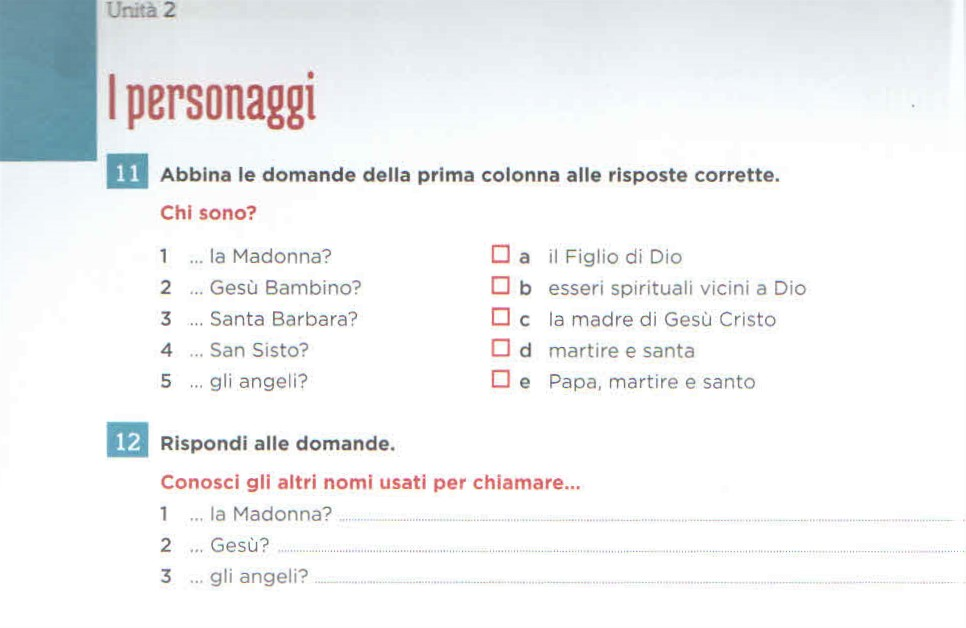 Unità 2
I personaggi
11 Abbina le domande della prima colonna alle risposte corrette.
Chi sono?
1 ... la Madonna? a il Figlio di Dio
2 ... Gesù Bambino? b esseri spirituali vicini a Dio
3 ... Santa Barbara? c la madre di Gesù Cristo
4 ... San Sisto? d martire e santa
5 ... gli angeli? e Papa, martire e santo
12 Rispondi alle domande.
Conosci gli altri nomi usati per chiamare...
1 ... la Madonna?
2 ... Gesù?
3 ... gli angeli?